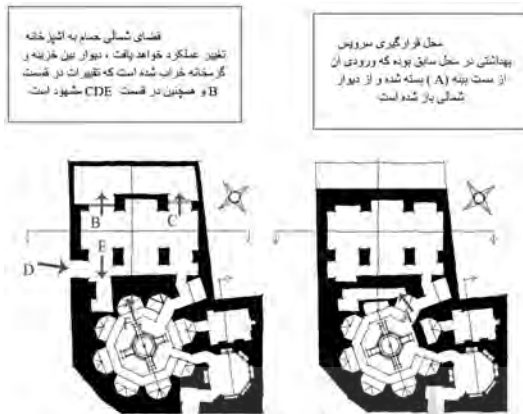 محل قرارگیری سرویس
بهداشتی در محل سابق بوده که ورودی آن
از سمت بینه (A) بسته شده و از دیوار
شمالی باز شده است
فضای شمالی حمام به آشپزخانه
تغییر عملکرد خواهد یافت، دیوار بین خزینه و
گرمخانه خراب شده است که تغییرات در قسمت
B و همچنین در قسمت CDE مشهود است.
B
C
E
D